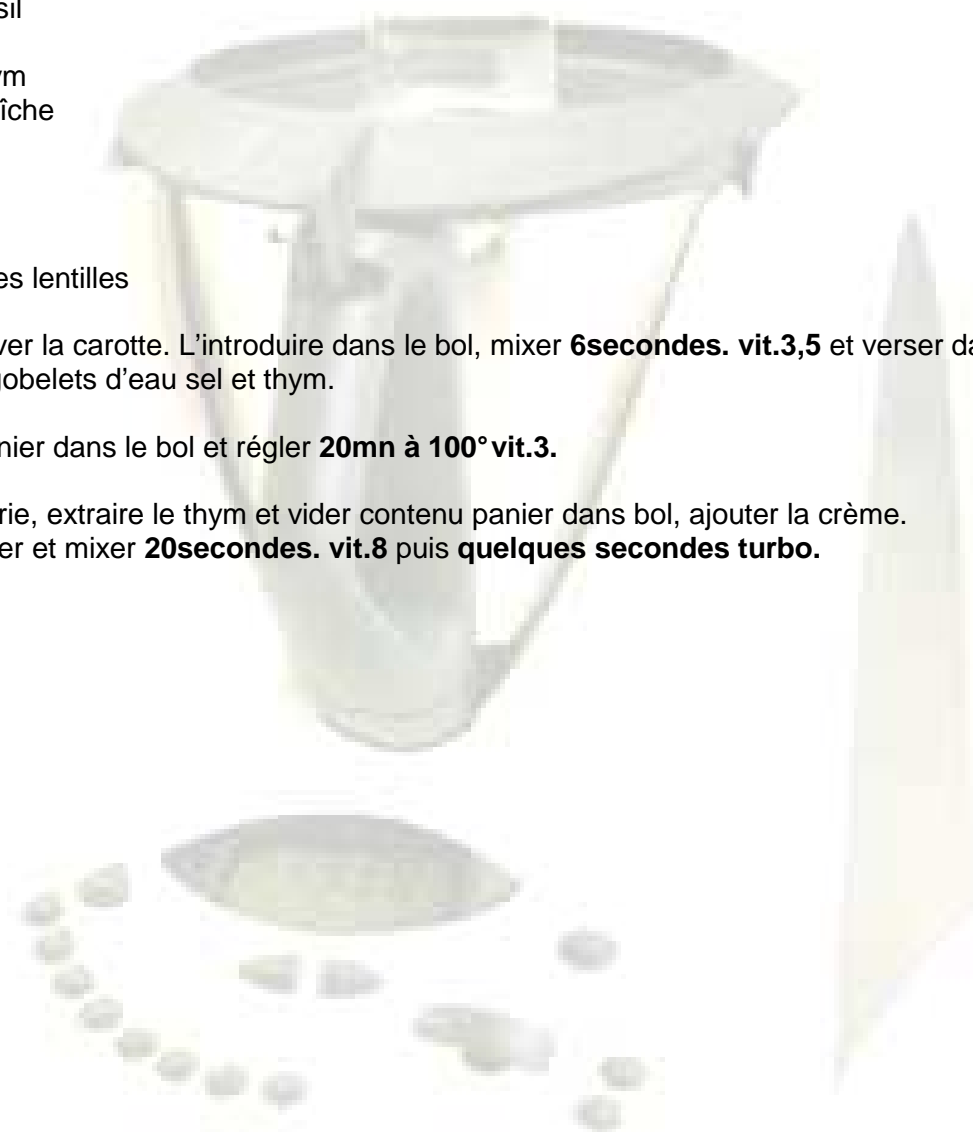 sil
ym
aîche
es lentilles
ver la carotte. L'introduire dans le bol, mixer 6secondes. vit.3,5 et verser da
gobelets d'eau sel et thym.
nier dans le bol et régler 20mn à 100° vit.3.
rie, extraire le thym et vider contenu panier dans bol, ajouter la crème.
er et mixer 20secondes. vit.8 puis quelques secondes turbo.